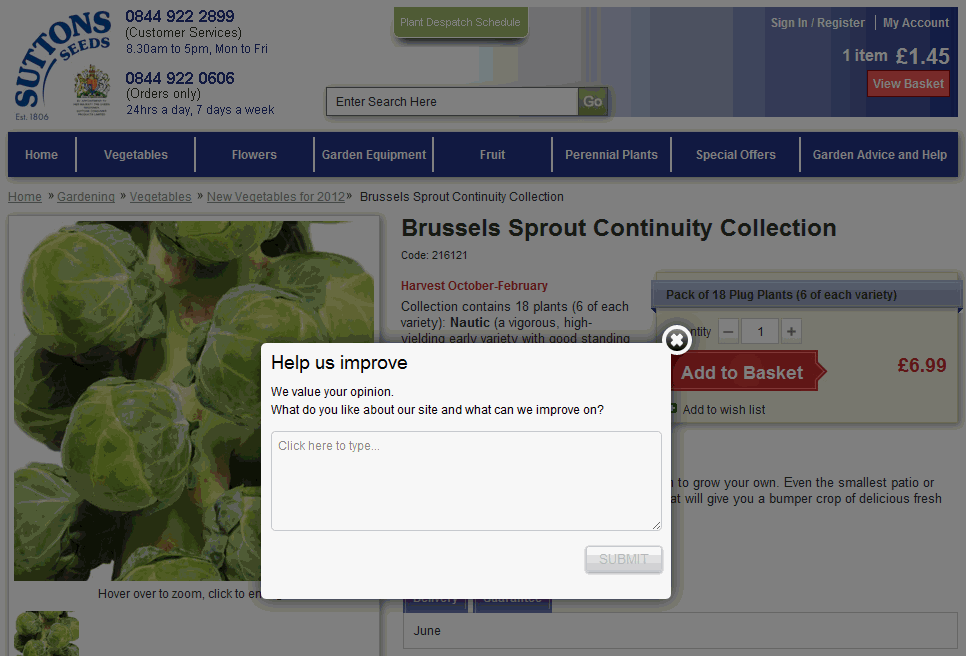 SUTTONS
SEEDS
Est. 1806
0844 922 2899
(Customer Services)
8.30am to 5pm, Mon to Fri
0844 922 0606
(Orders only)
24hrs a day, 7 days a week
Plant Despatch Schedule
Enter Search Here
Go
Sign In / Register
My Account
1 item £1.45
View Basket
Home
Vegetables
Flowers
Garden Equipment
Fruit
Perennial Plants
Special Offers
Garden Advice and Help
Home » Gardening » Vegetables » New Vegetables for 2012» Brussels Sprout Continuity Collection
Brussels Sprout Continuity Collection
Code: 216121
Harvest October-February
Collection contains 18 plants (6 of each
variety): Nautic (a vigorous, high-
yielding early variety with good standing
Pack of 18 Plug Plants (6 of each variety)
1
Add to Basket
£6.99
Add to wish list
Help us improve
We value your opinion.
What do you like about our site and what can we improve on?
Click here to type...
SUBMIT
to grow your own. Even the smallest patio or
will give you a bumper crop of delicious fresh
Hover over to zoom, click to
Delivery
Guarantee
June